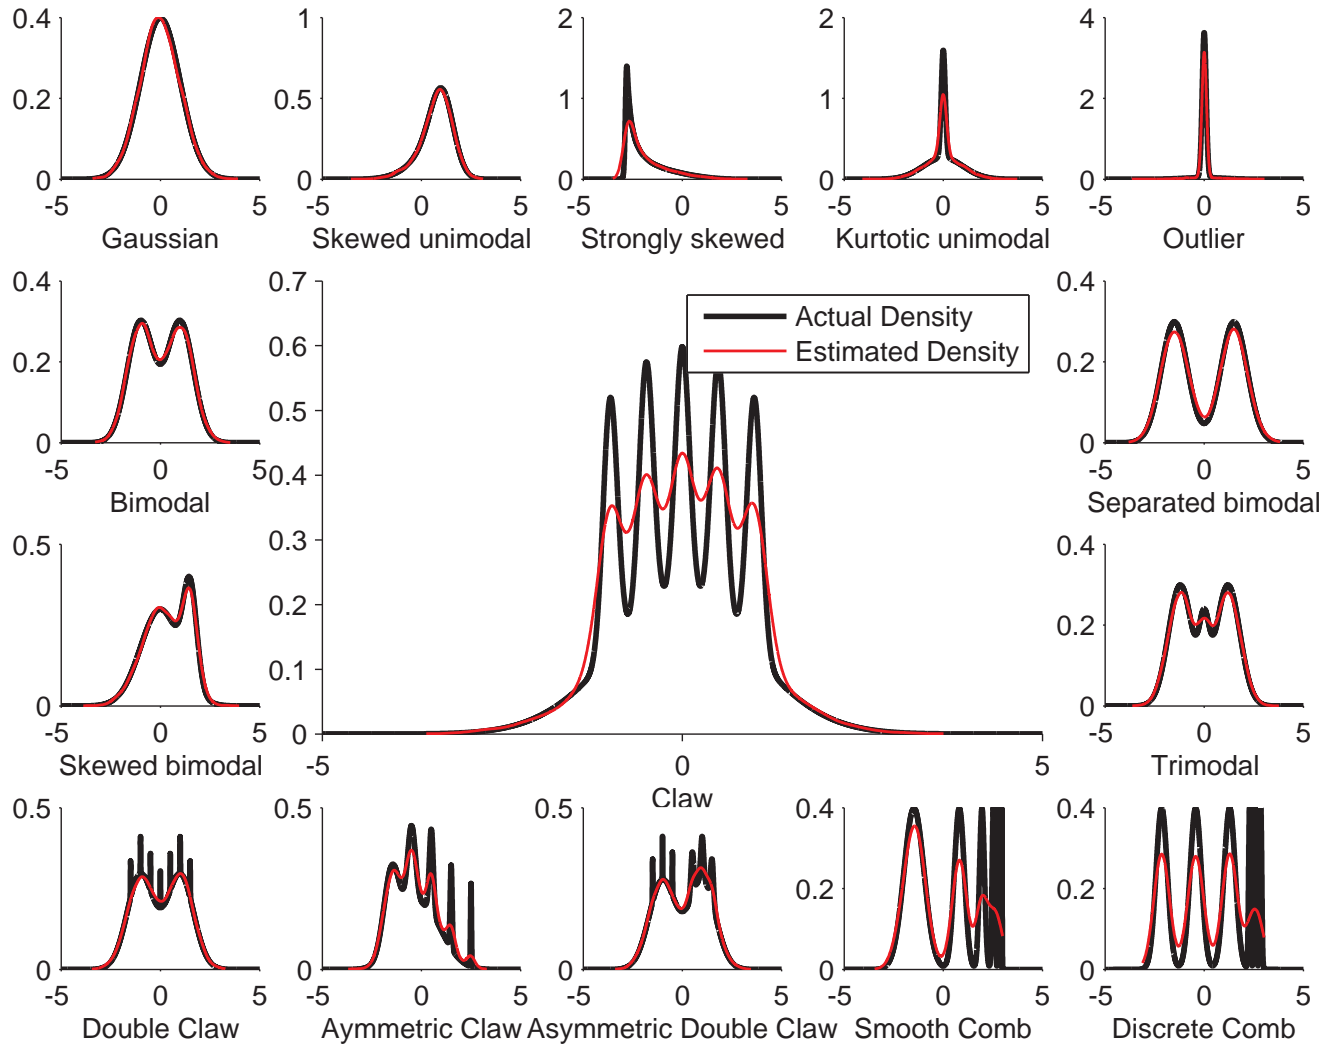 0.4
0.2
0
-5 0 5
Gaussian
1
0.5
0
-5 0 5
Skewed unimodal
2
1
0
-5 0 5
Strongly skewed
2
1
0
-5 0 5
Kurtotic unimodal
4
2
0
-5 0 5
Outlier
0.4
0.2
0
-5 0 5
Bimodal
0.7
0.6
0.5
0.4
0.3
0.2
0.1
0
-5 0 5
Claw
Actual Density
Estimated Density
0.4
0.2
0
-5 0 5
Separated bimodal
0.5
0
-5 0 5
Skewed bimodal
0.4
0.2
0
-5 0 5
Trimodal
0.5
0
-5 0 5
Double Claw
0.5
0
-5 0 5
Aymmetric Claw
0.5
0
-5 0 5
Asymmetric Double Claw
0.4
0.2
0
-5 0 5
Smooth Comb
0.4
0.2
0
-5 0 5
Discrete Comb